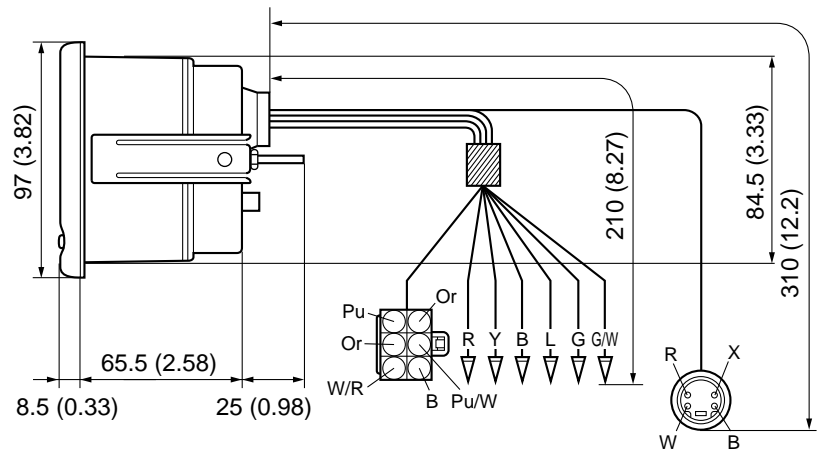 97 (3.82)
84.5 (3.33)
210 (8.27)
310 (12.2)
Pu
Or
Or
R Y B L G G/W
R
X
65.5 (2.58)
W/R
B
Pu/W
8.5 (0.33)
25 (0.98)
W
B